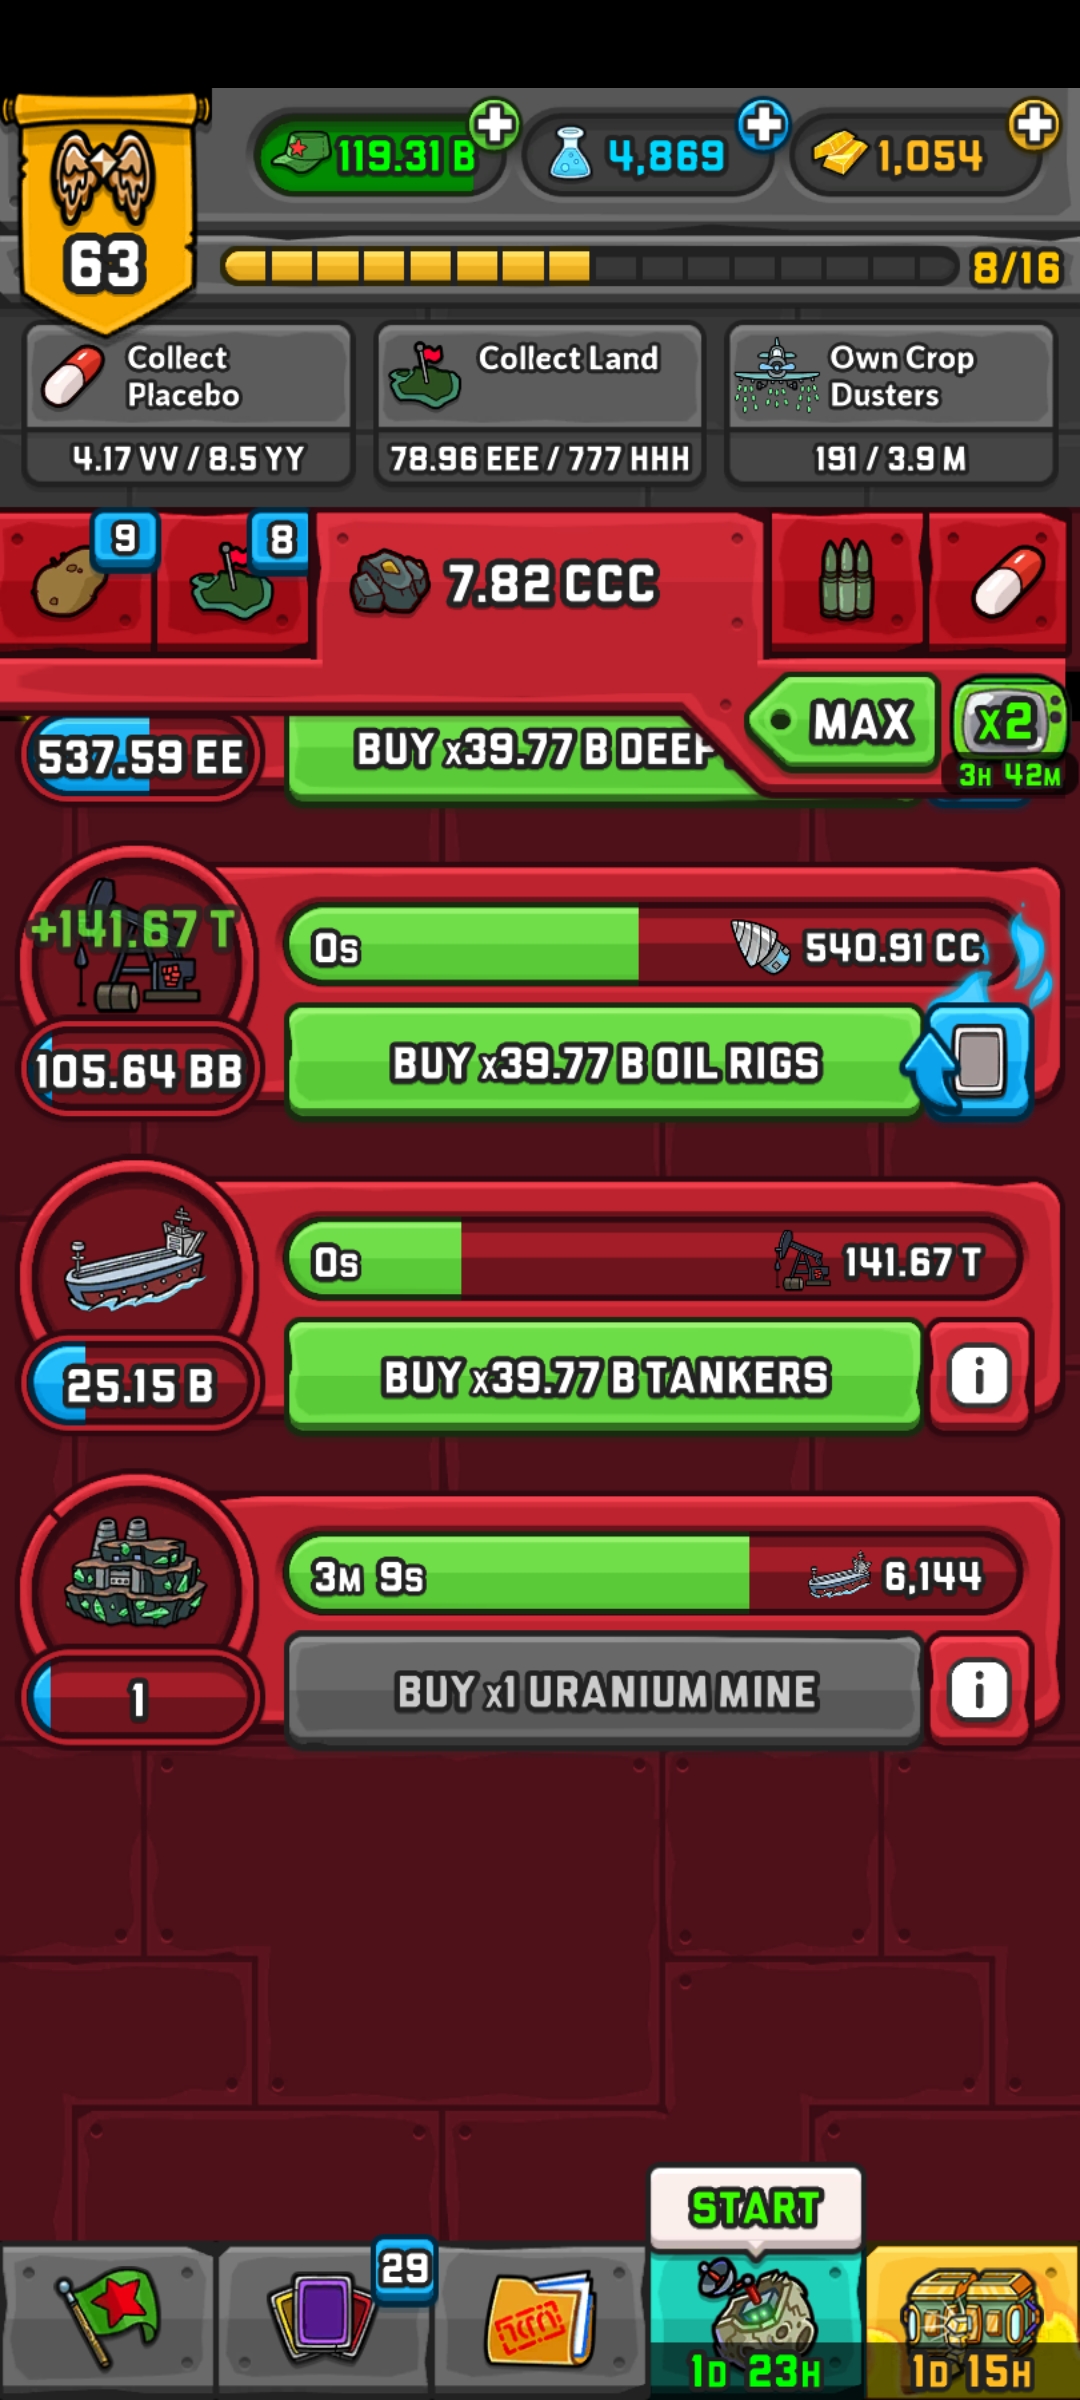 63
119.31 B
4,869
1,054
8/16
Collect
Placebo
4.17 VV / 8.5 YY
Collect Land
78.96 EEE / 777 HHH
Own Crop
Dusters
191 / 3.9 M
9
8
7.82 CCC
MAX
x2
3H 42M
537.59 EE
BUY x39.77 B DEEP
+141.67 T
0s
540.91 CC
105.64 BB
BUY x39.77 B OIL RIGS
0s
141.67 T
25.15 B
BUY x39.77 B TANKERS
i
3M 9s
6,144
1
BUY x1 URANIUM MINE
i
START
29
1D 23H
1D 15H